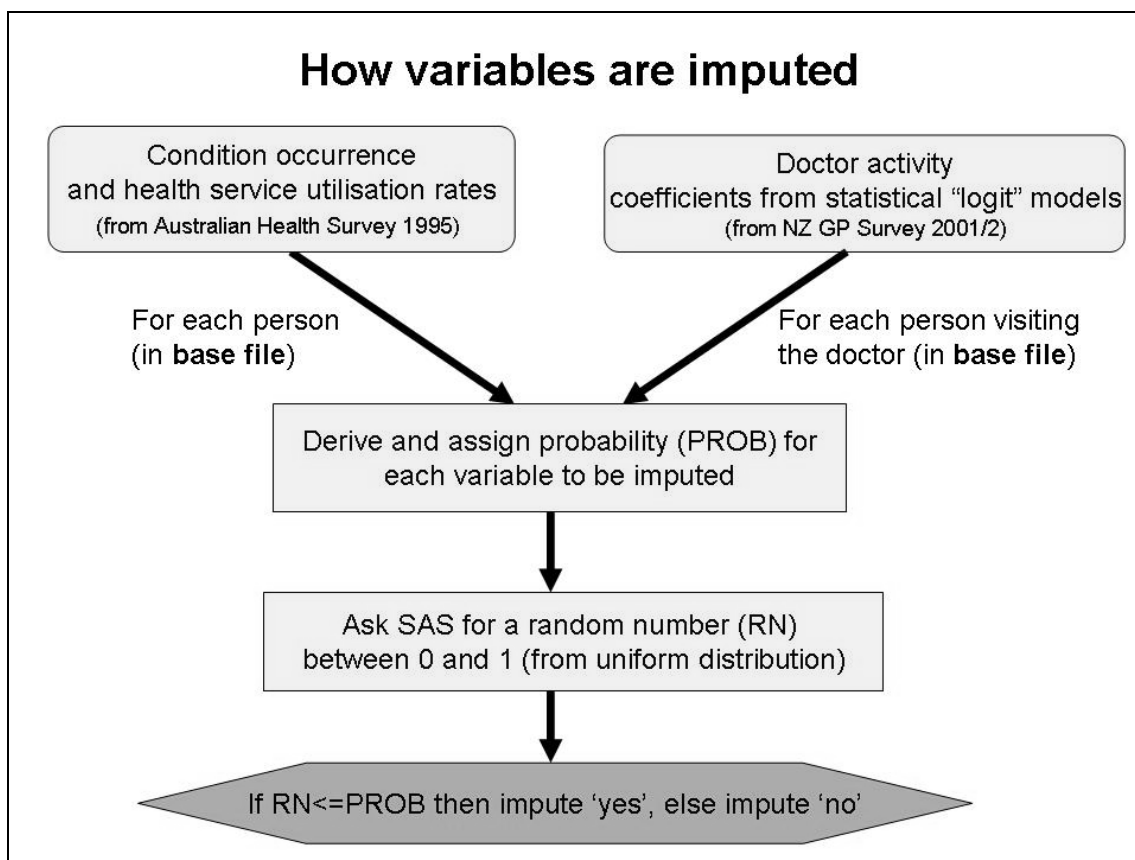 How variables are imputed
Condition occurrence
and health service utilisation rates
(from Australian Health Survey 1995)
Doctor activity
coefficients from statistical “logit” models
(from NZ GP Survey 2001/2)
For each person
(in base file)
For each person visiting
the doctor (in base file)
Derive and assign probability (PROB) for
each variable to be imputed
Ask SAS for a random number (RN)
between 0 and 1 (from uniform distribution)
If RN<=PROB then impute ‘yes’, else impute ‘no’